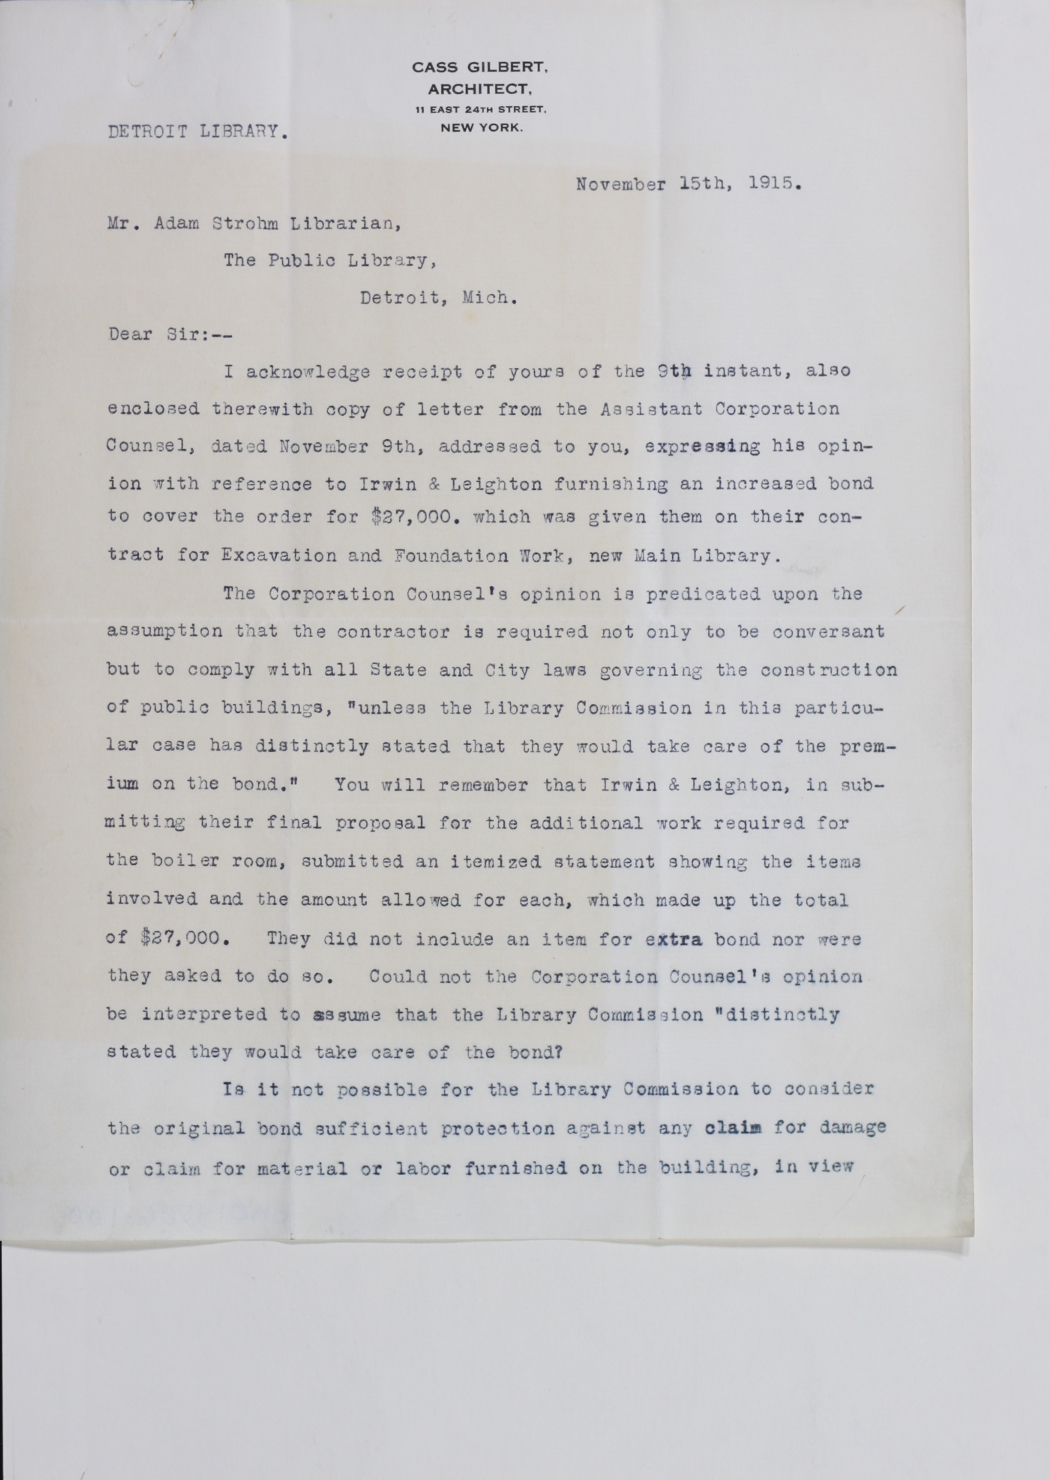 CASS GILBERT,
ARCHITECT,
11 EAST 24TH STREET,
NEW YORK.
DETROIT LIBRARY.
November 15th, 1915.
Mr. Adam Strohm Librarian,
The Public Library,
Detroit, Mich.
Dear Sir:--
I acknowledge receipt of yours of the 9th instant, also
enclosed therewith copy of letter from the Assistant Corporation
Counsel, dated November 9th, addressed to you, expressing his opin-
ion with reference to Irwin & Leighton furnishing an increased bond
to cover the order for $27,000. which was given them on their con-
tract for Excavation and Foundation Work, new Main Library.
The Corporation Counsel's opinion is predicated upon the
assumption that the contractor is required not only to be conversant
but to comply with all State and City laws governing the construction
of public buildings, "unless the Library Commission in this particu-
lar case has distinctly stated that they would take care of the prem-
ium on the bond." You will remember that Irwin & Leighton, in sub-
mitting their final proposal for the additional work required for
the boiler room, submitted an itemized statement showing the items
involved and the amount allowed for each, which made up the total
of $27,000. They did not include an item for extra bond nor were
they asked to do so. Could not the Corporation Counsel's opinion
be interpreted to assume that the Library Commission "distinctly
stated they would take care of the bond?
Is it not possible for the Library Commission to consider
the original bond sufficient protection against any claim for damage
or claim for material or labor furnished on the building, in view